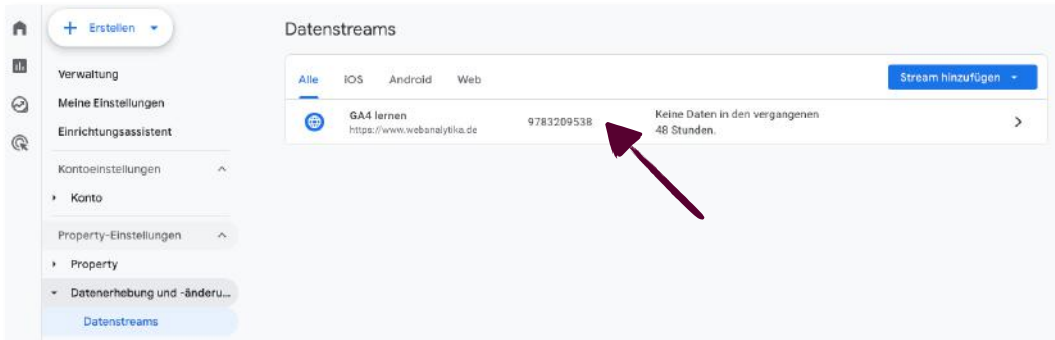 Erstellen
Verwaltung
Meine Einstellungen
Einrichtungsassistent
Kontoeinstellungen
Konto
Property-Einstellungen
Property
Datenerhebung und -änderu...
Datenstreams
Datenstreams
Alle iOS Android Web
Stream hinzufügen
GA4 lernen
https://www.webanalytika.de
9783209538
Keine Daten in den vergangenen
48 Stunden.